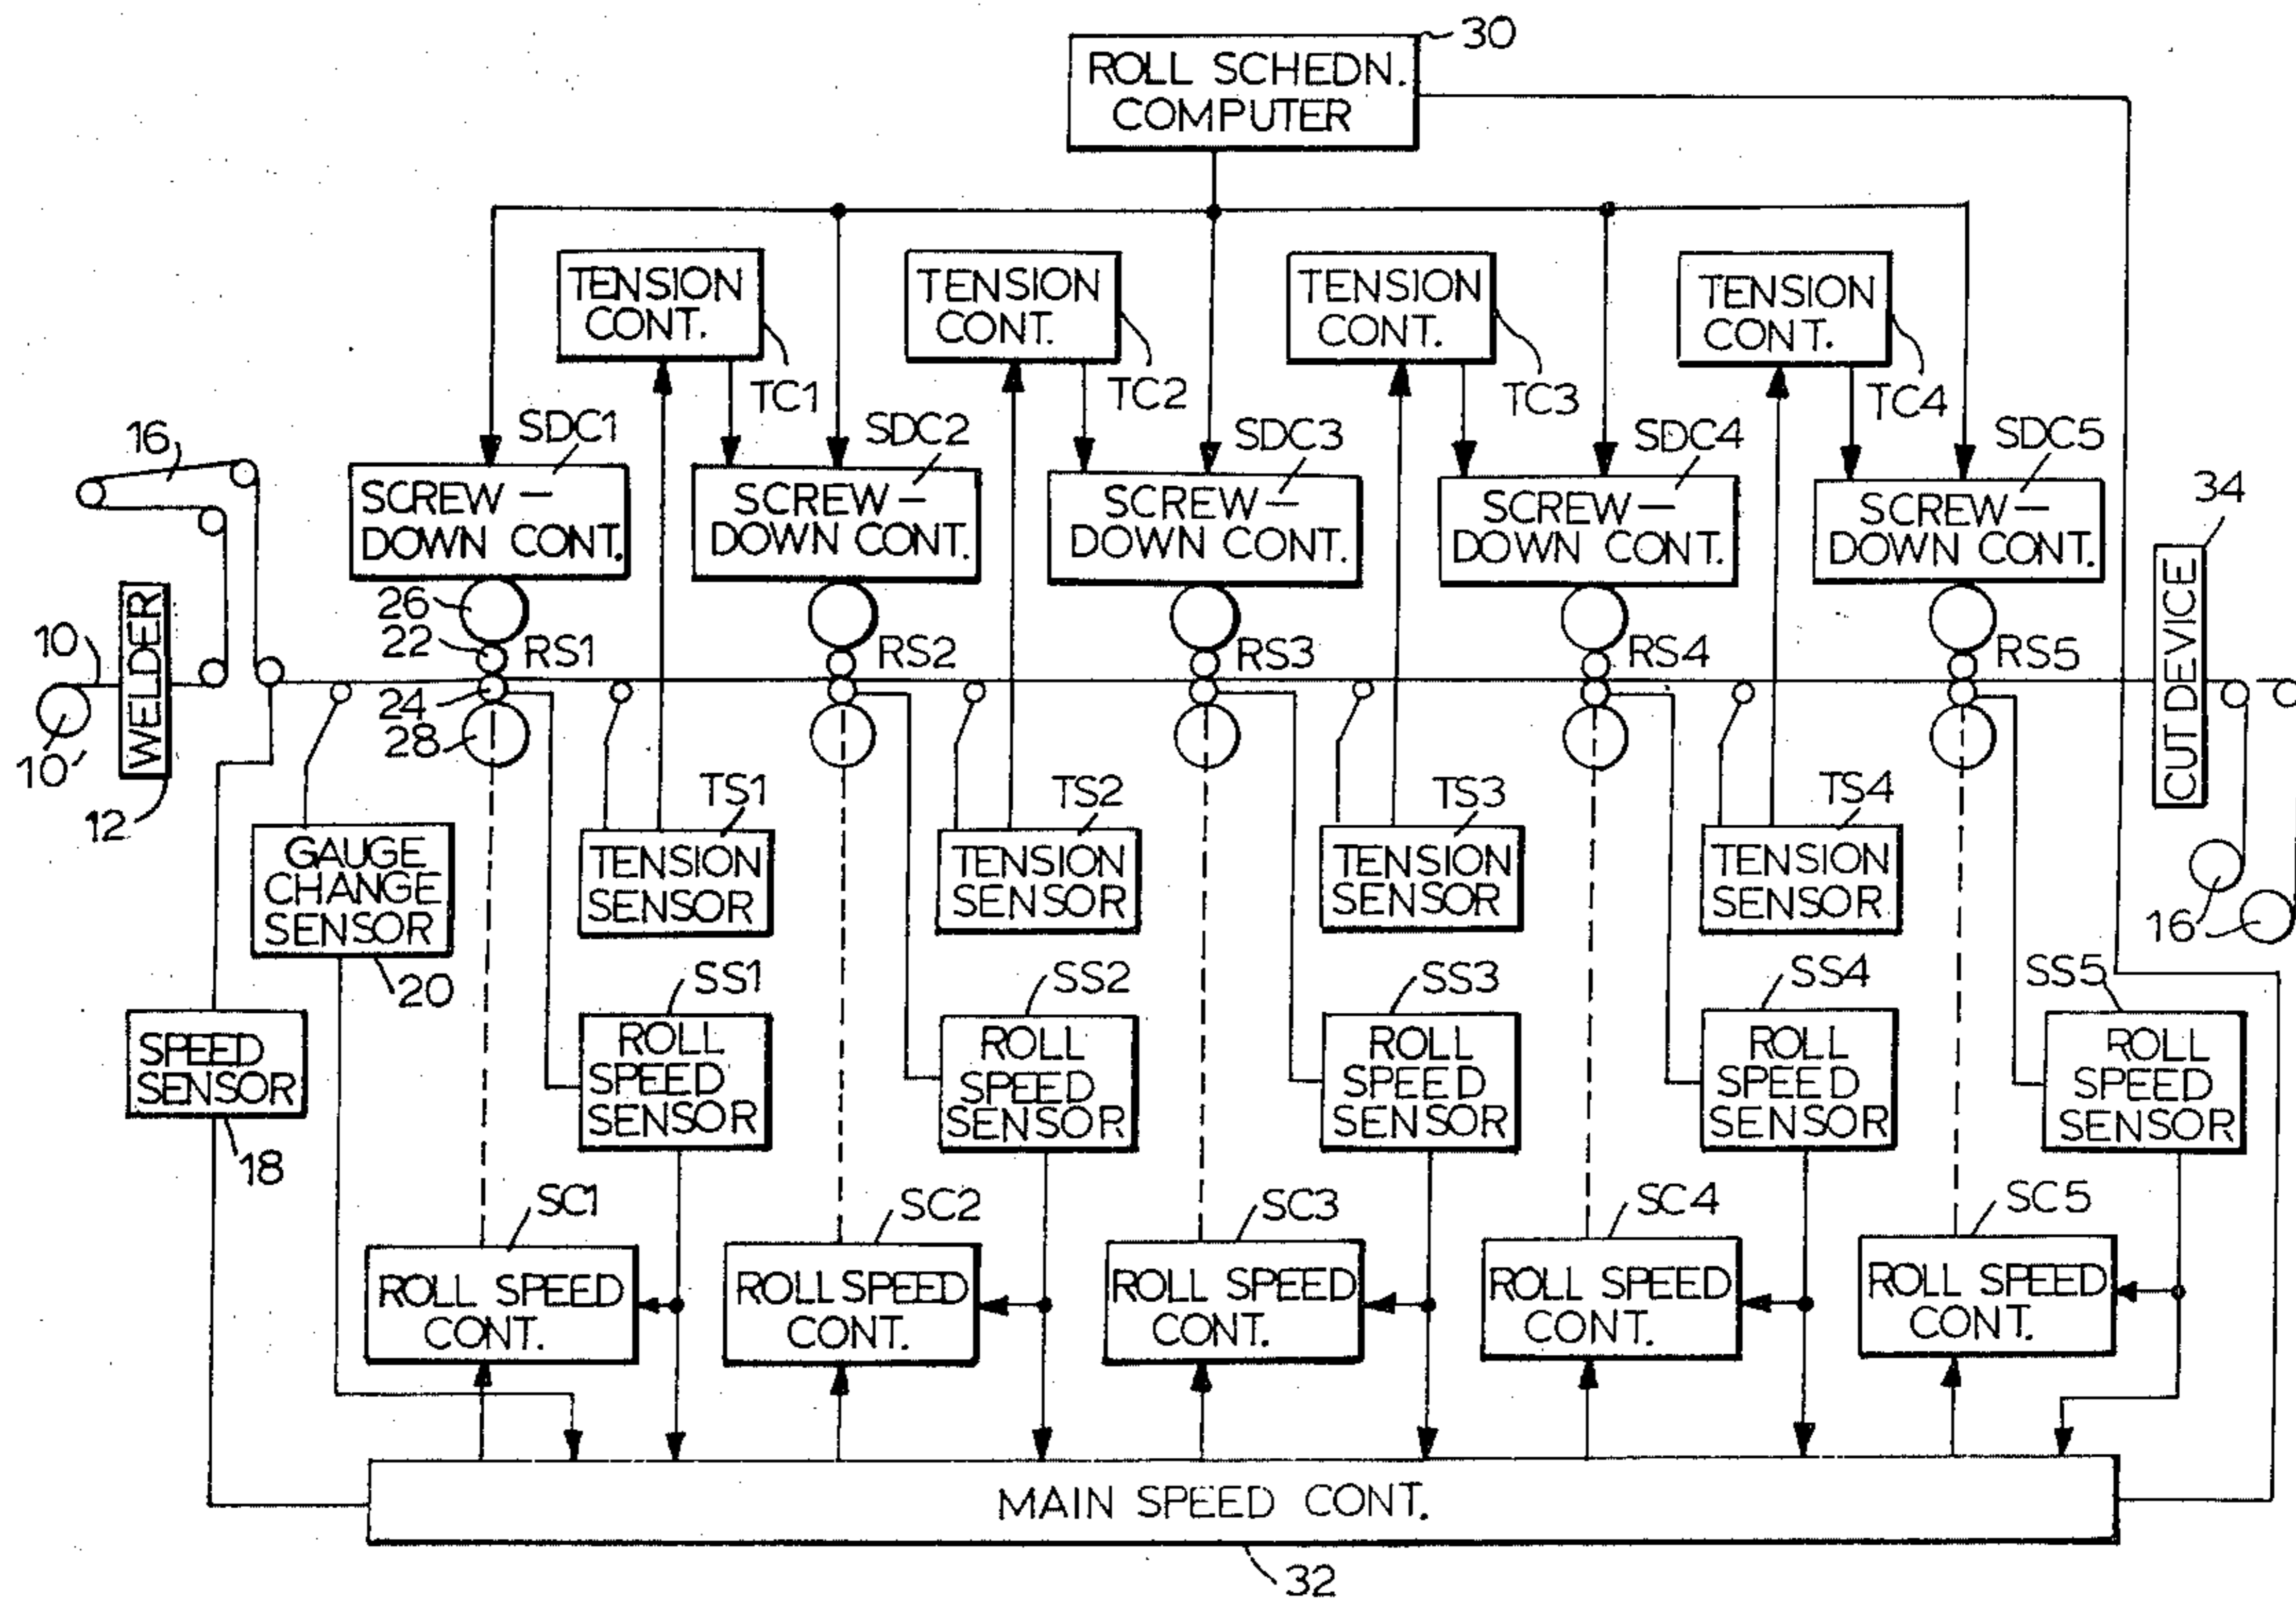 30
ROLL SCHEDN.
COMPUTER
TENSION
CONT.
TC1
TENSION
CONT.
TC2
TENSION
CONT.
TC3
TENSION
CONT.
TC4
16
SDC1
SCREW-
DOWN CONT.
SDC2
SCREW-
DOWN CONT.
SDC3
SCREW-
DOWN CONT.
SDC4
SCREW-
DOWN CONT.
SDC5
SCREW-
DOWN CONT.
34
CUT DEVICE
10
10'
WELDER
12
26
22
24
28
RS1
RS2
RS3
RS4
RS5
16
GAUGE
CHANGE
SENSOR
20
TS1
TENSION
SENSOR
TS2
TENSION
SENSOR
TS3
TENSION
SENSOR
TS4
TENSION
SENSOR
SPEED
SENSOR
18
SS1
ROLL
SPEED
SENSOR
SS2
ROLL
SPEED
SENSOR
SS3
ROLL
SPEED
SENSOR
SS4
ROLL
SPEED
SENSOR
SS5
ROLL
SPEED
SENSOR
SC1
ROLL SPEED
CONT.
SC2
ROLL SPEED
CONT.
SC3
ROLL SPEED
CONT.
SC4
ROLL SPEED
CONT.
SC5
ROLL SPEED
CONT.
MAIN SPEED CONT.
32